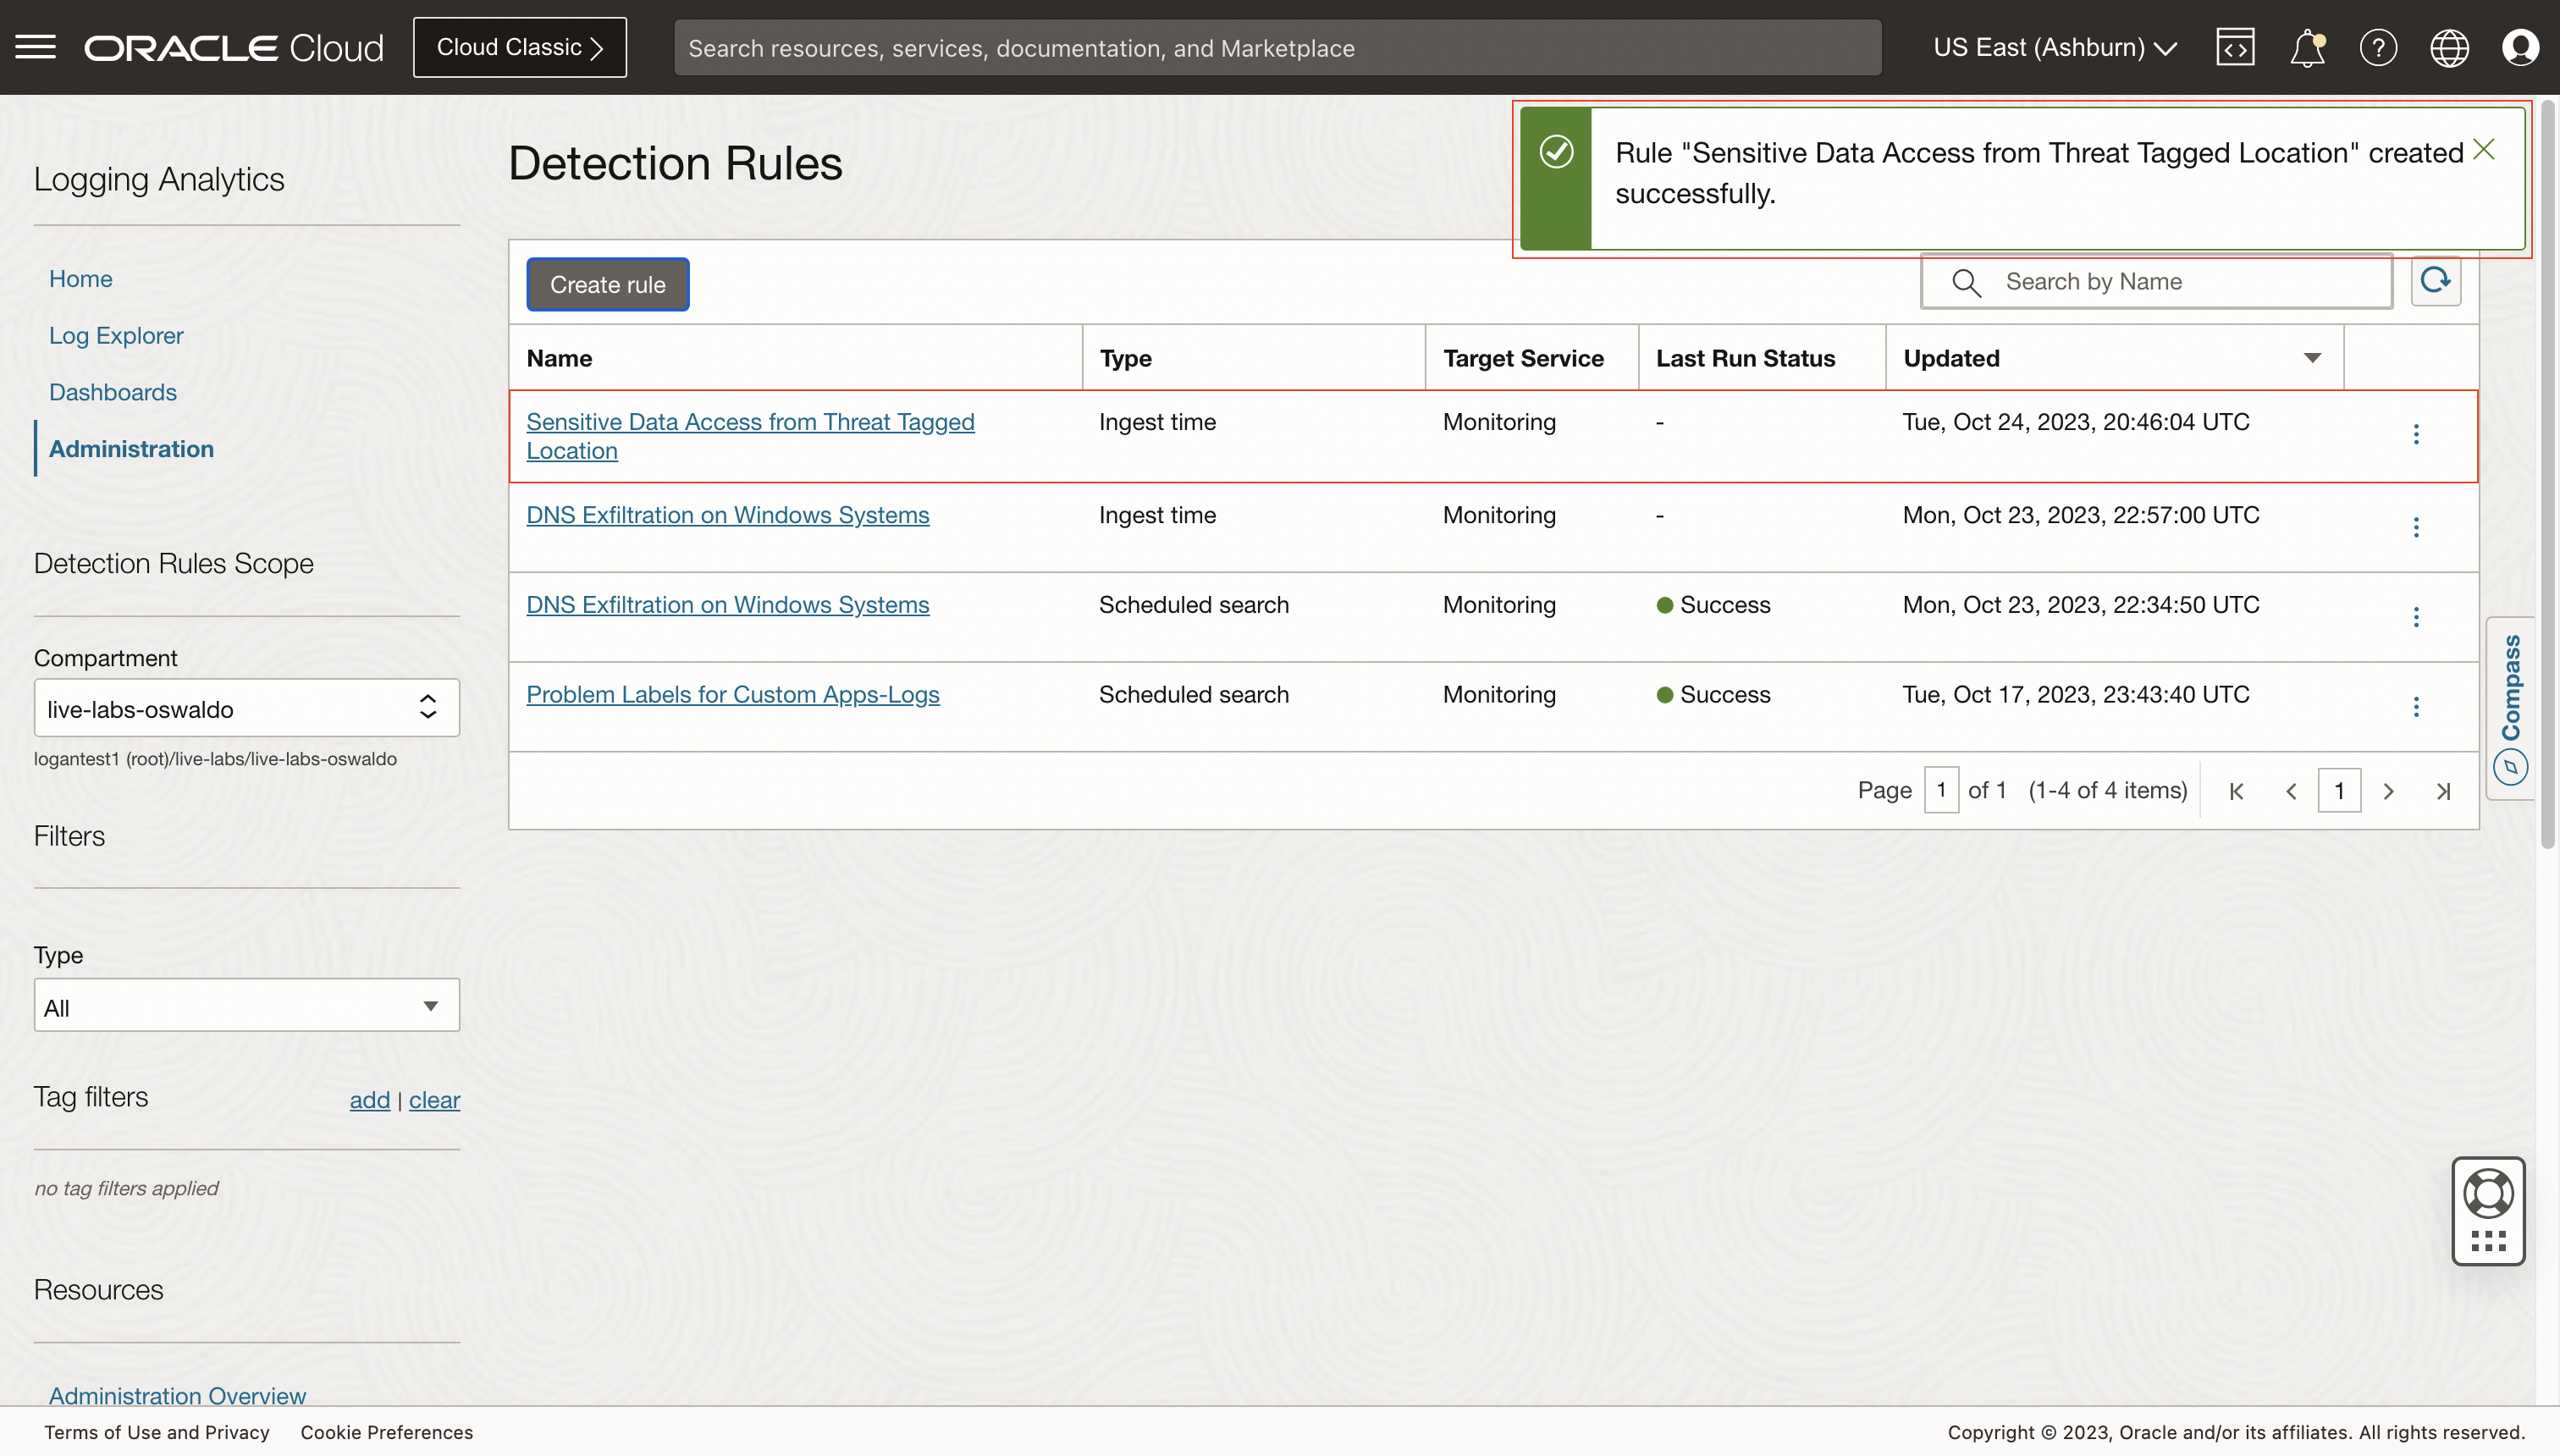 ORACLE Cloud
Cloud Classic
Search resources, services, documentation, and Marketplace
US East (Ashburn)
Logging Analytics
Home
Log Explorer
Dashboards
Administration
Detection Rules Scope
Compartment
live-labs-oswaldo
logantest1 (root)/live-labs/live-labs-oswaldo
Filters
Type
All
Tag filters
add | clear
no tag filters applied
Resources
Administration Overview
Detection Rules
Rule "Sensitive Data Access from Threat Tagged Location" created
successfully.
Create rule
Search by Name
Name Type Target Service Last Run Status Updated
Sensitive Data Access from Threat Tagged
Location
Ingest time Monitoring - Tue, Oct 24, 2023, 20:46:04 UTC
DNS Exfiltration on Windows Systems Ingest time Monitoring - Mon, Oct 23, 2023, 22:57:00 UTC
DNS Exfiltration on Windows Systems Scheduled search Monitoring Success Mon, Oct 23, 2023, 22:34:50 UTC
Problem Labels for Custom Apps-Logs Scheduled search Monitoring Success Tue, Oct 17, 2023, 23:43:40 UTC
Page 1 of 1 (1-4 of 4 items) 1
Compass
Terms of Use and Privacy Cookie Preferences
Copyright © 2023, Oracle and/or its affiliates. All rights reserved.